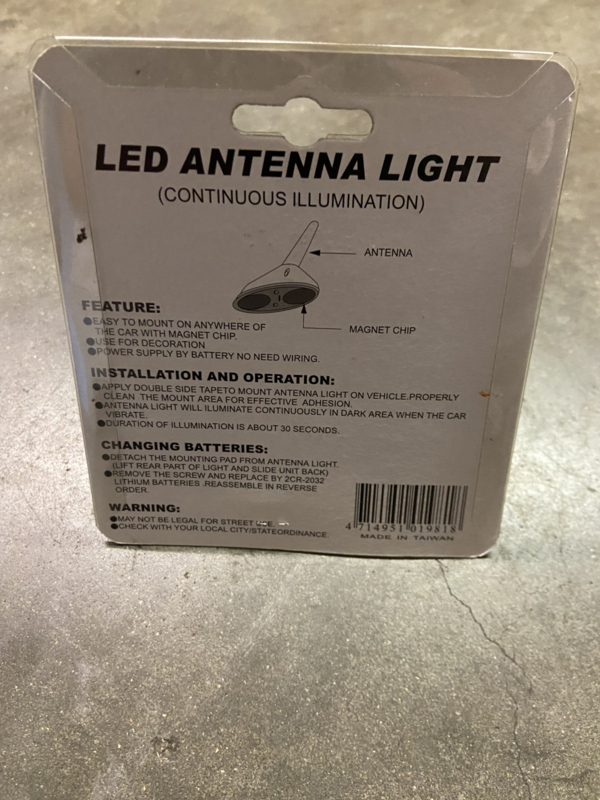 LED ANTENNA LIGHT
(CONTINUOUS ILLUMINATION)
ANTENNA
MAGNET CHIP
FEATURE:
●EASY TO MOUNT ON ANYWHERE OF
THE CAR WITH MAGNET CHIP.
●USE FOR DECORATION
●POWER SUPPLY BY BATTERY NO NEED WIRING.
INSTALLATION AND OPERATION:
●APPLY DOUBLE SIDE TAPETO MOUNT ANTENNA LIGHT ON VEHICLE.PROPERLY
CLEAN THE MOUNT AREA FOR EFFECTIVE ADHESION.
●ANTENNA LIGHT WILL ILUMINATE CONTINUOUSLY IN DARK AREA WHEN THE CAR
VIBRATE.
●DURATION OF ILLUMINATION IS ABOUT 30 SECONDS.
CHANGING BATTERIES:
●DETACH THE MOUNTING PAD FROM ANTENNA LIGHT.
(LIFT REAR PART OF LIGHT AND SLIDE UNIT BACK)
●REMOVE THE SCREW AND REPLACE BY 2CR-2032
LITHIUM BATTERIES .REASSEMBLE IN REVERSE
ORDER.
WARNING:
●MAY NOT BE LEGAL FOR STREET USE.
●CHECK WITH YOUR LOCAL CITY/STATEORDINANCE.
4 714951 019818
MADE IN TAIWAN